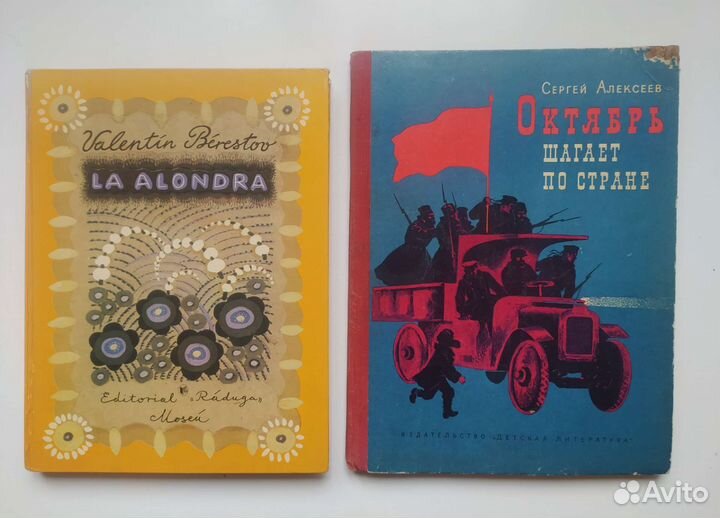 Valentín Bérestov
LA ALONDRA
Editorial "Ráduga"
Moscú
Сергей Алексеев
Октябрь
шагает
по стране
Издательство „Детская литература"
Avito